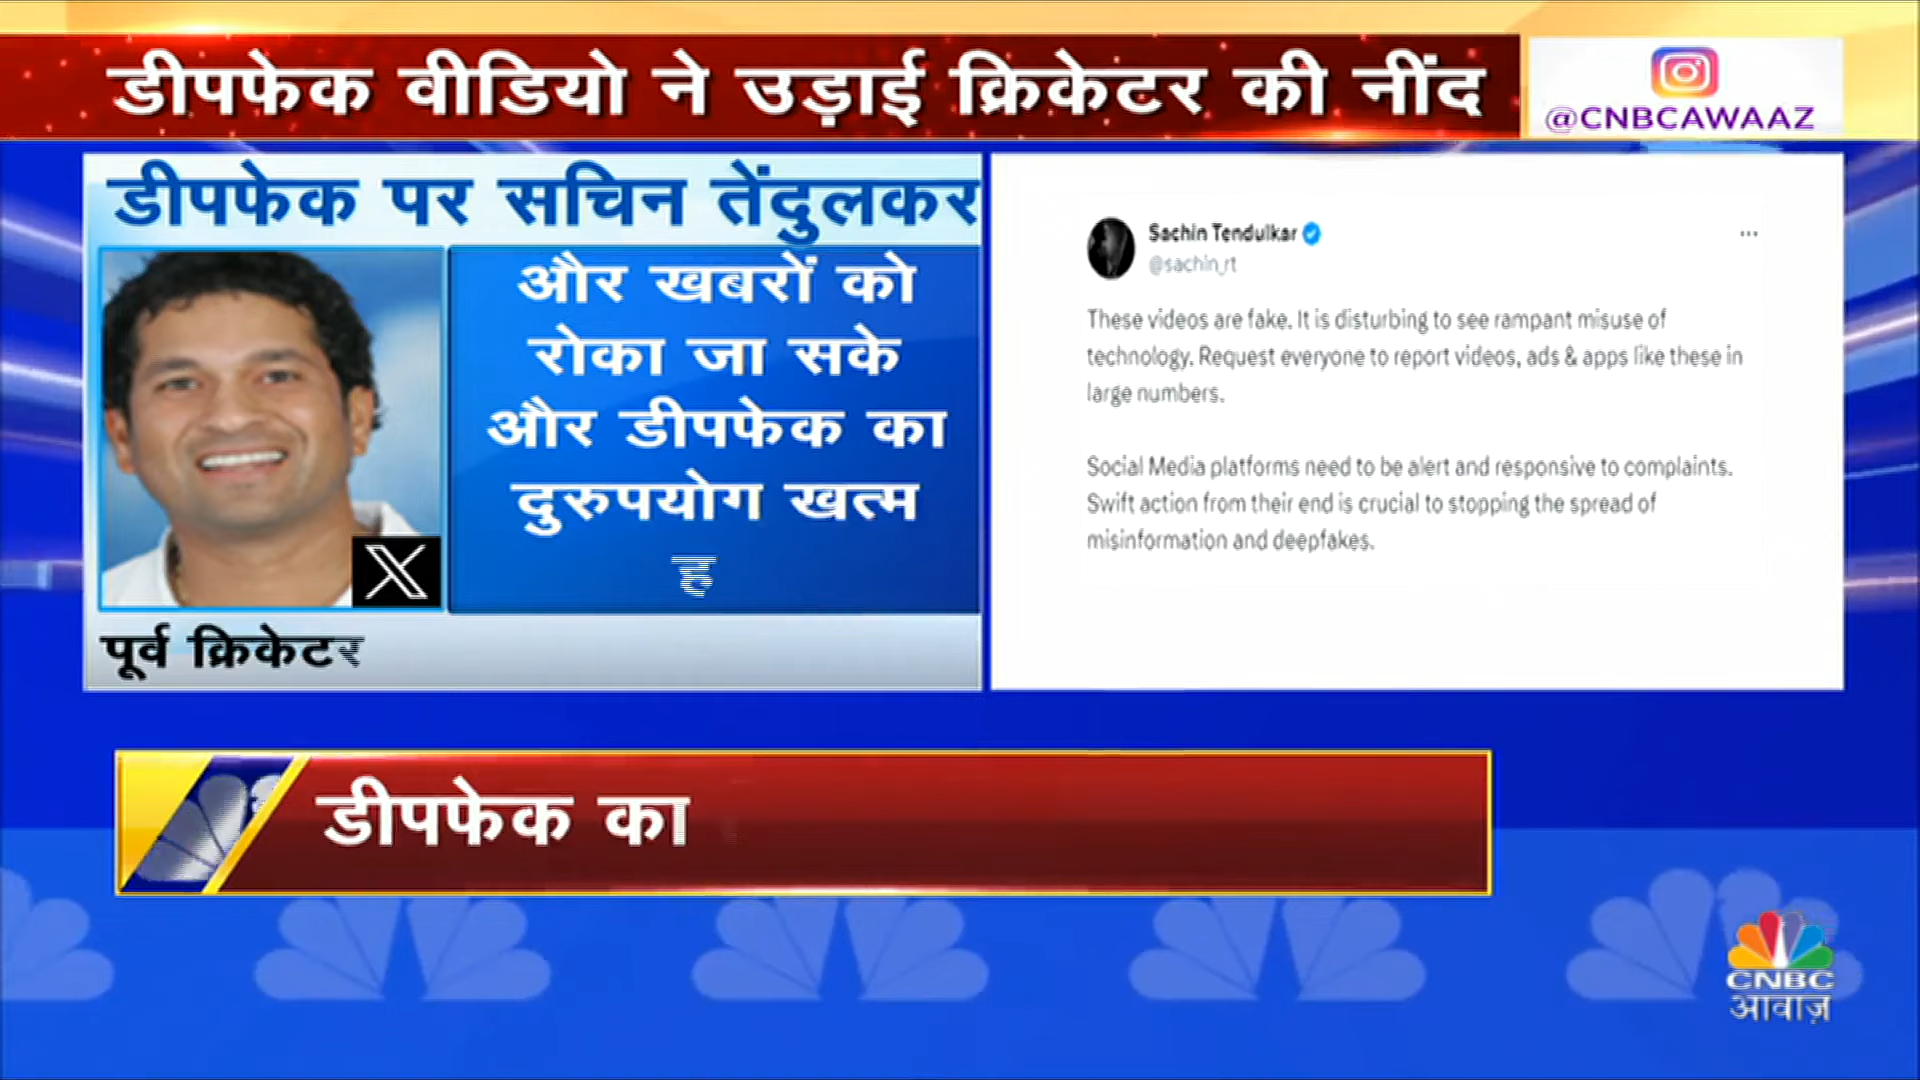 डीपफेक वीडियो ने उड़ाई क्रिकेटर की नींद
@CNBCAWAAZ
डीपफेक पर सचिन तेंदुलकर
और खबरों को
रोका जा सके
और डीपफेक का
दुरुपयोग खत्म
ह
X
पूर्व क्रिकेटर
Sachin Tendulkar
@sachin_rt
These videos are fake. It is disturbing to see rampant misuse of
technology. Request everyone to report videos, ads & apps like these in
large numbers.
Social Media platforms need to be alert and responsive to complaints.
Swift action from their end is crucial to stopping the spread of
misinformation and deepfakes.
डीपफेक का
CNBC
आवाज़